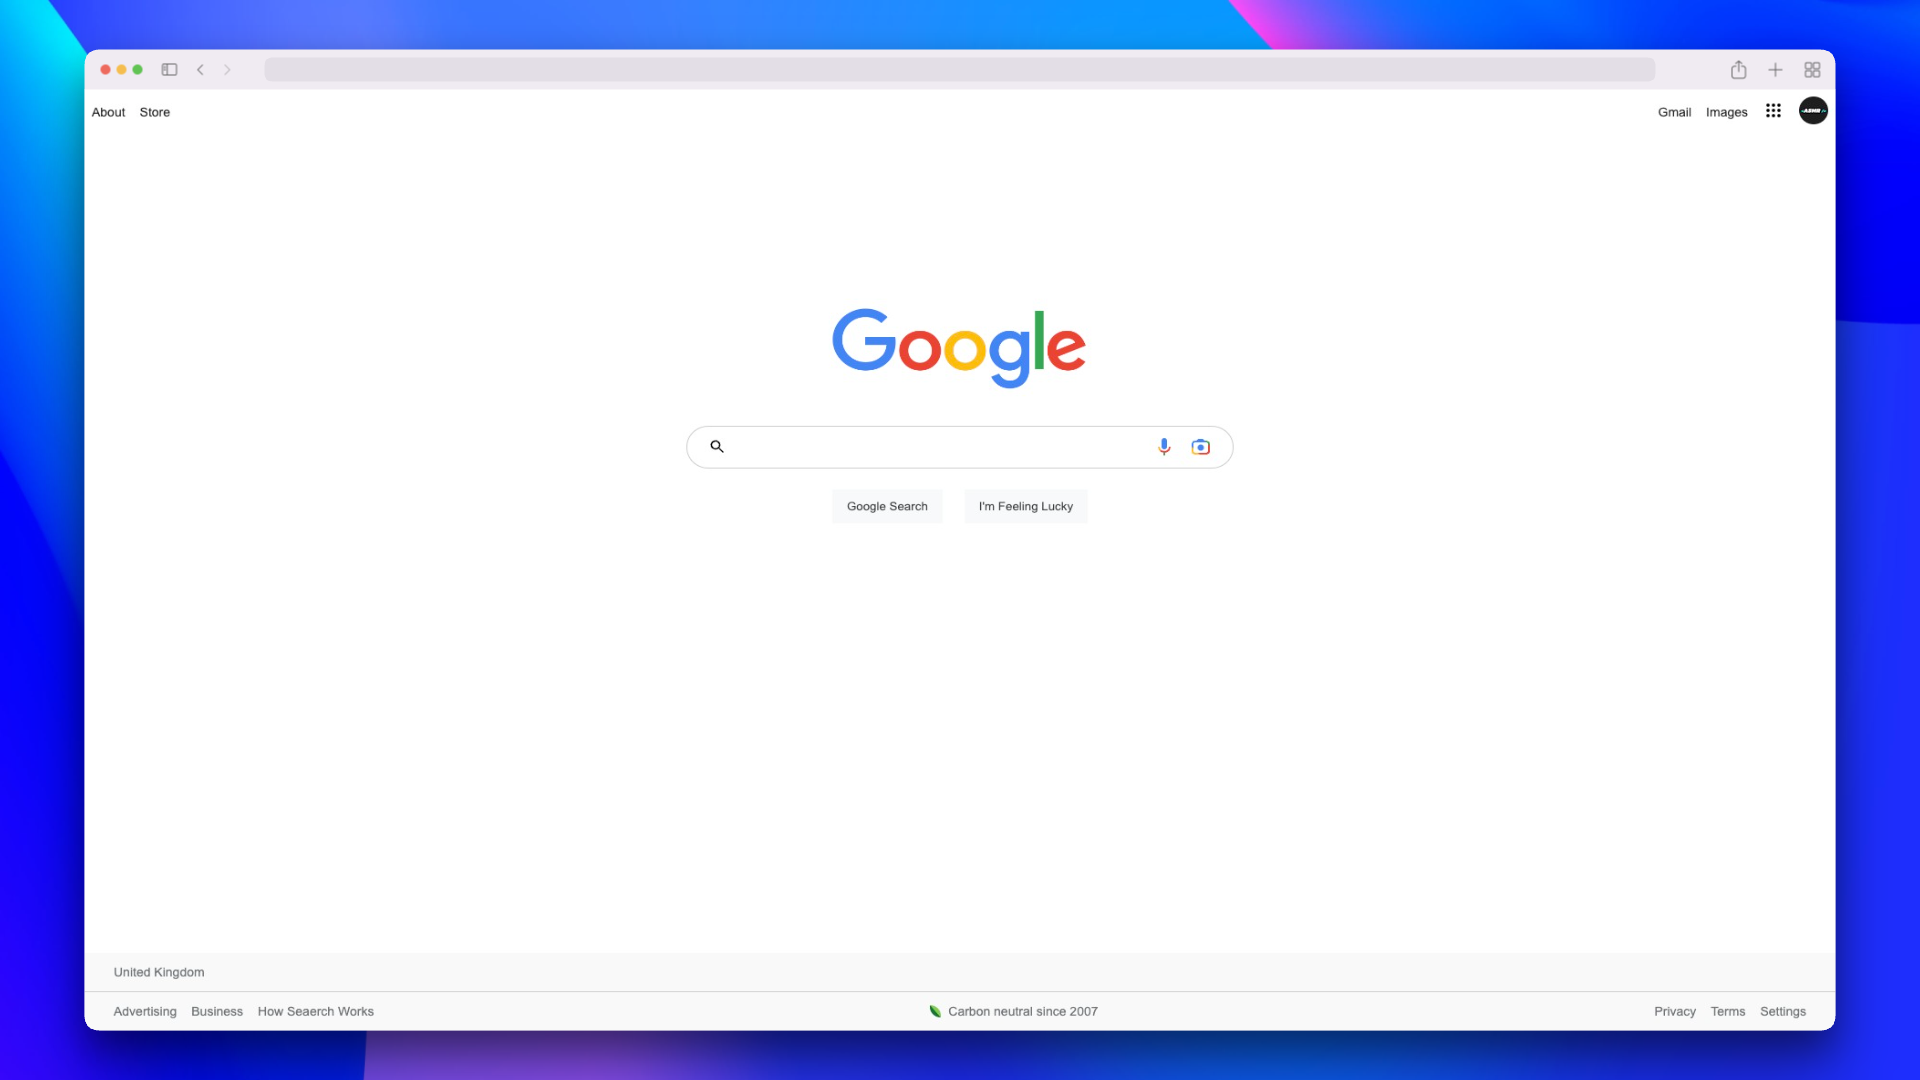 About Store
Gmail Images
Google
Google Search I'm Feeling Lucky
United Kingdom
Advertising Business How Seaerch Works
Carbon neutral since 2007
Privacy Terms Settings